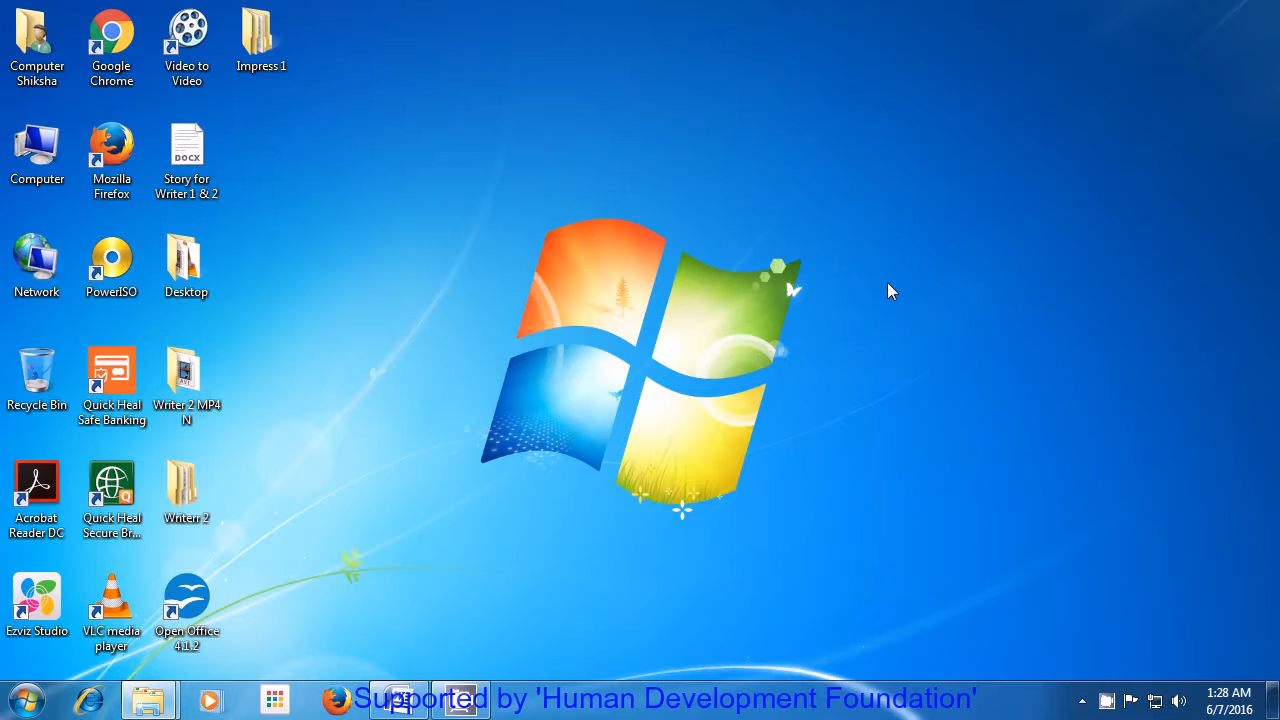 Computer
Shiksha
Google
Chrome
Video to
Video
Impress 1
Computer
Mozilla
Firefox
DOCX
Story for
Writer 1 & 2
Network
PowerISO
Desktop
Recycle Bin
Quick Heal
Safe Banking
Writer 2 MP4
N
Acrobat
Reader DC
Quick Heal
Secure Br...
Writerr 2
Ezviz Studio
VLC media
player
Open Office
4.1.2
Supported by 'Human Development Foundation'
1:28 AM
6/7/2016